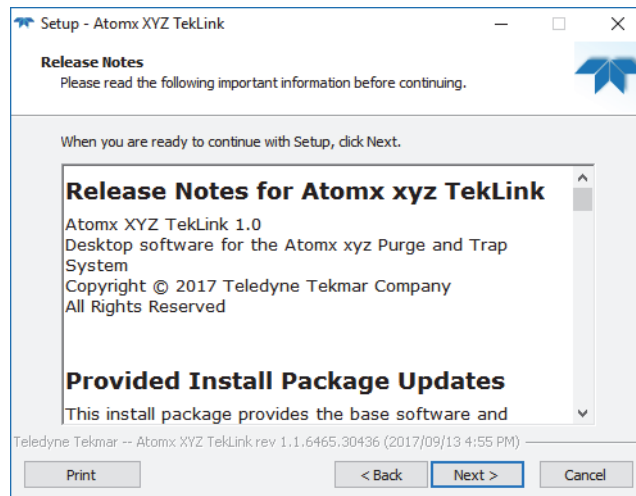 Setup - Atomx XYZ TekLink
Release Notes
Please read the following important information before continuing.
When you are ready to continue with Setup, click Next.
Release Notes for Atomx xyz TekLink
Atomx XYZ TekLink 1.0
Desktop software for the Atomx xyz Purge and Trap
System
Copyright © 2017 Teledyne Tekmar Company
All Rights Reserved
Provided Install Package Updates
This install package provides the base software and
Teledyne Tekmar -- Atomx XYZ TekLink rev 1.1.6465.30436 (2017/09/13 4:55 PM)
Print
< Back
Next >
Cancel